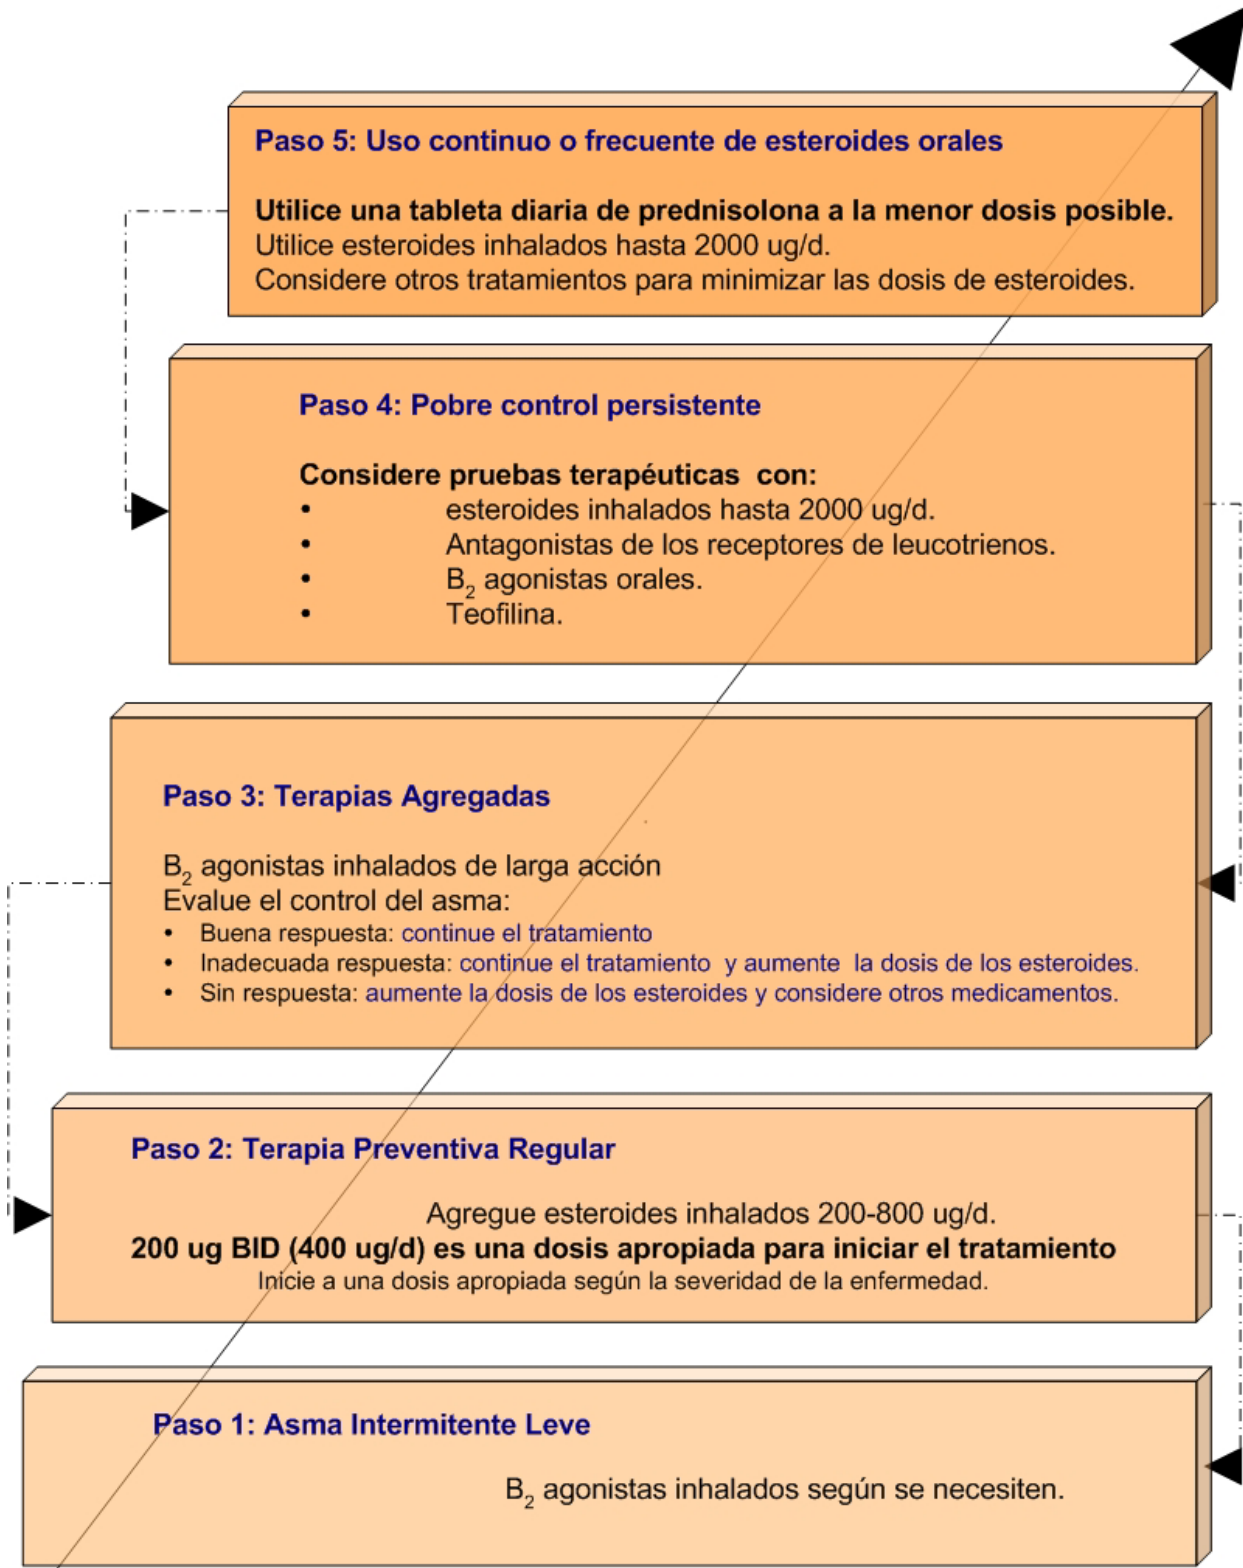 Paso 5: Uso continuo o frecuente de esteroides orales
Utilice una tableta diaria de prednisolona a la menor dosis posible.
Utilice esteroides inhalados hasta 2000 ug/d.
Considere otros tratamientos para minimizar las dosis de esteroides.
Paso 4: Pobre control persistente
Considere pruebas terapéuticas con:
• esteroides inhalados hasta 2000 ug/d.
• Antagonistas de los receptores de leucotrienos.
• B₂ agonistas orales.
• Teofilina.
Paso 3: Terapias Agregadas
B₂ agonistas inhalados de larga acción
Evalue el control del asma:
• Buena respuesta: continue el tratamiento
• Inadecuada respuesta: continue el tratamiento y aumente la dosis de los esteroides.
• Sin respuesta: aumente la dosis de los esteroides y considere otros medicamentos.
Paso 2: Terapia Preventiva Regular
Agregue esteroides inhalados 200-800 ug/d.
200 ug BID (400 ug/d) es una dosis apropiada para iniciar el tratamiento
Inicie a una dosis apropiada según la severidad de la enfermedad.
Paso 1: Asma Intermitente Leve
B₂ agonistas inhalados según se necesiten.